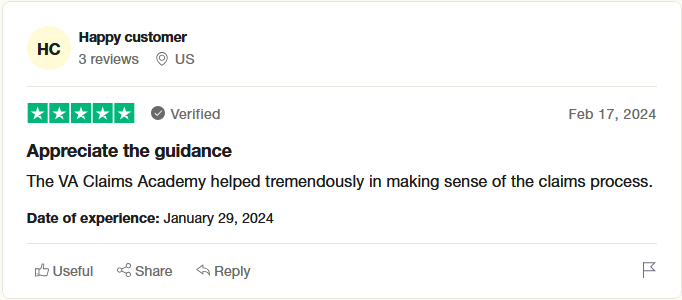 HC
Happy customer
3 reviews US
Verified Feb 17, 2024
Appreciate the guidance
The VA Claims Academy helped tremendously in making sense of the claims process.
Date of experience: January 29, 2024
Useful Share Reply